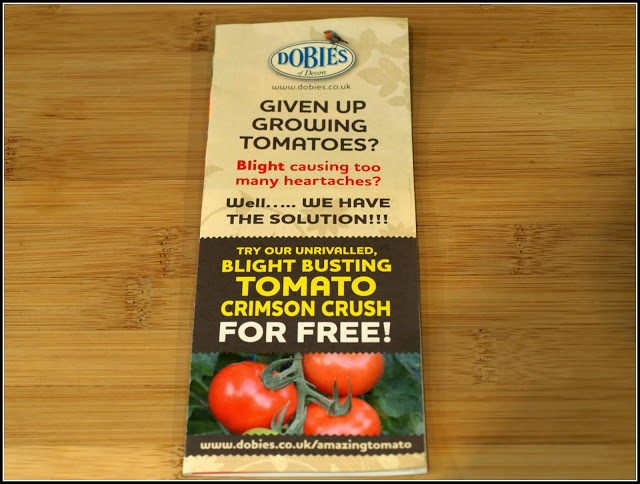 DOBIES
of Devon
www.dobies.co.uk
GIVEN UP
GROWING
TOMATOES?
Blight causing too
many heartaches?
Well..... WE HAVE
THE SOLUTION!!!
TRY OUR UNRIVALLED,
BLIGHT BUSTING
TOMATO
CRIMSON CRUSH
FOR FREE!
www.dobies.co.uk/amazingtomato